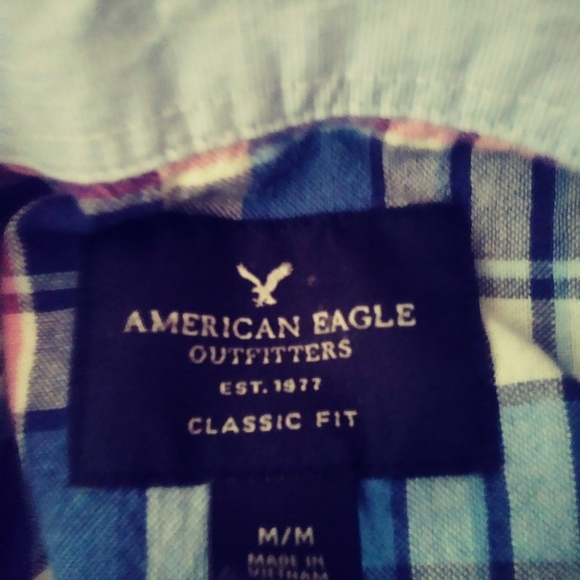 AMERICAN EAGLE
OUTFITTERS
EST. 1977
CLASSIC FIT
M/M
MADE IN
VIETNAM